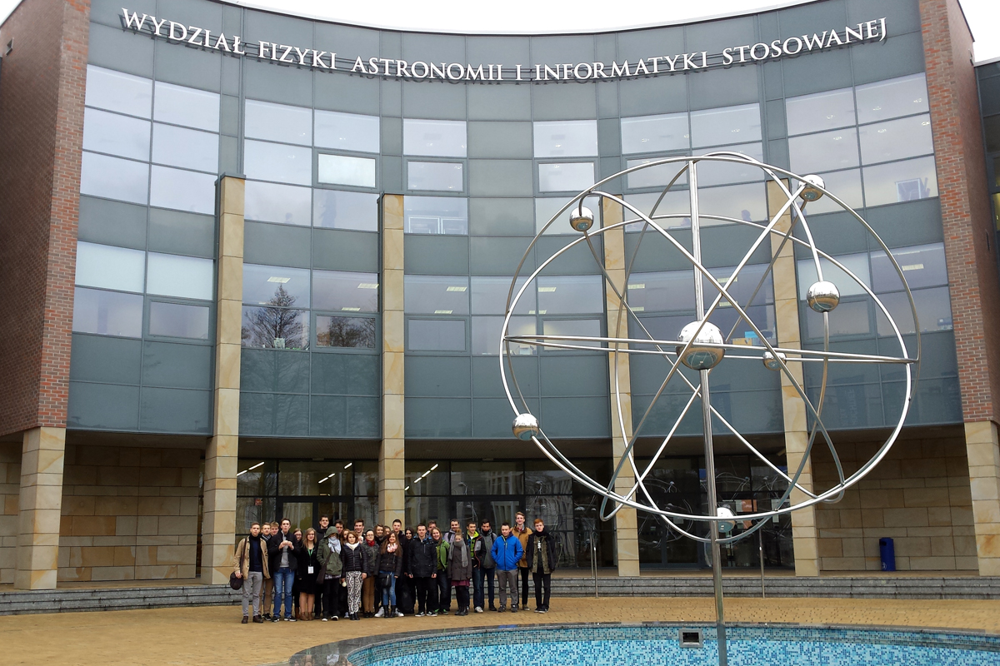 WYDZIAŁ FIZYKI ASTRONOMII I INFORMATYKI STOSOWANEJ